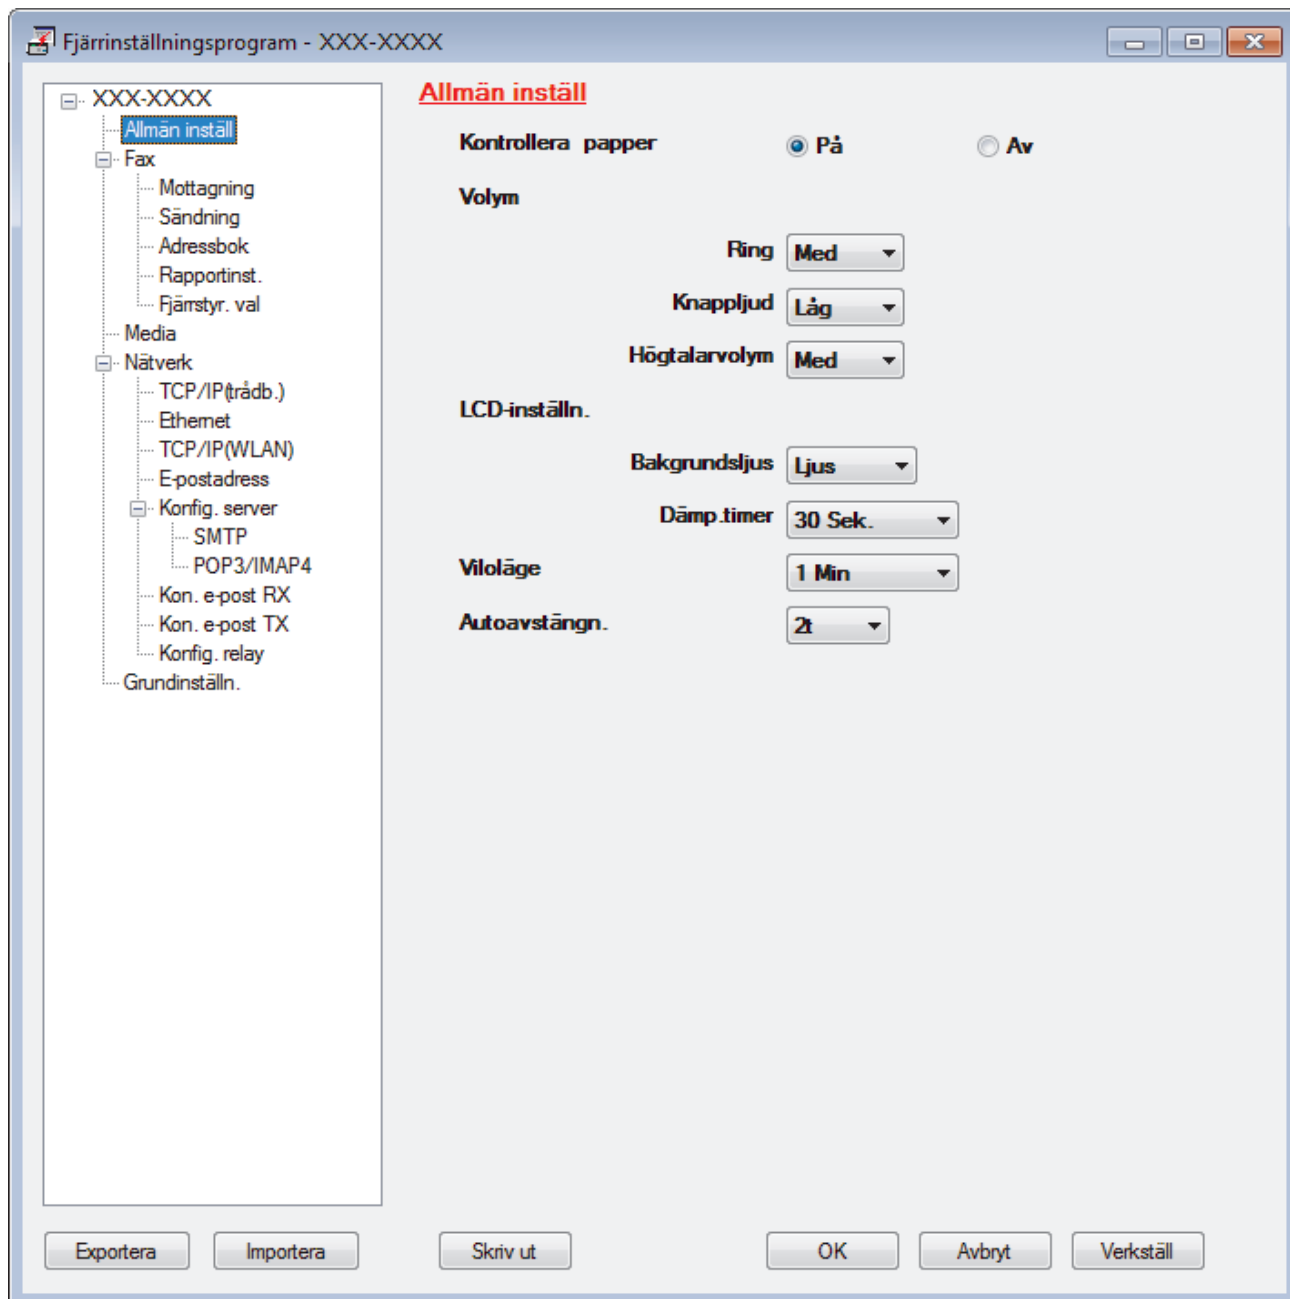 Fjärrinställningsprogram - XXX-XXXX
XXX-XXXX
Allmän inställ
Fax
Mottagning
Sändning
Adressbok
Rapportinst.
Fjärrstyr. val
Media
Nätverk
TCP/IP(trådb.)
Ethernet
TCP/IP(WLAN)
E-postadress
Konfig. server
SMTP
POP3/IMAP4
Kon. e-post RX
Kon. e-post TX
Konfig. relay
Grundinställn.
Allmän inställ
Kontrollera papper På Av
Volym
Ring Med
Knappljud Låg
Högtalarvolym Med
LCD-inställn.
Bakgrundsljus Ljus
Dämp.timer 30 Sek.
Viloläge 1 Min
Autoavstängn. 2t
Exportera Importera Skriv ut OK Avbryt Verkställ